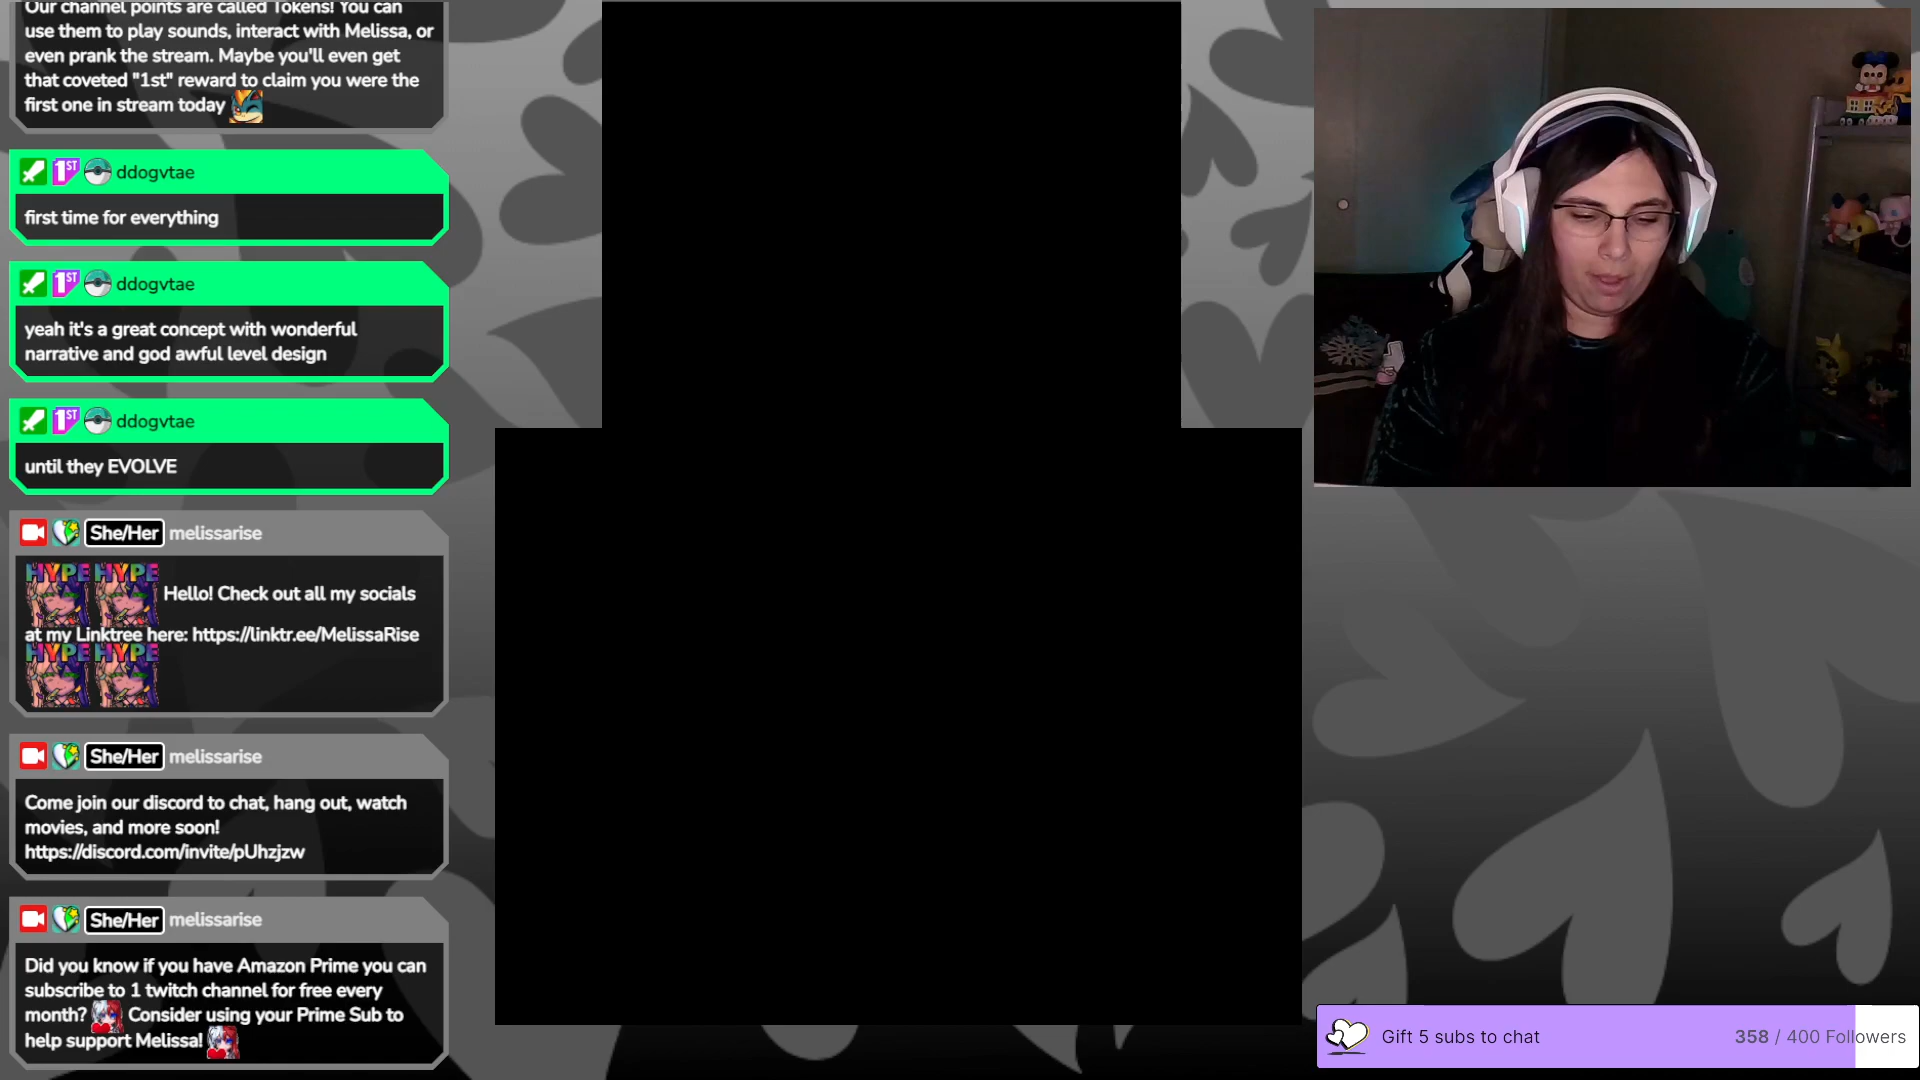 Our channel points are called Tokens! You can
use them to play sounds, interact with Melissa, or
even prank the stream. Maybe you'll even get
that coveted "1st" reward to claim you were the
first one in stream today
1ST ddogvtae
first time for everything
1ST ddogvtae
yeah it's a great concept with wonderful
narrative and god awful level design
1ST ddogvtae
until they EVOLVE
She/Her melissarise
HYPE HYPE Hello! Check out all my socials
at my Linktree here: https://linktr.ee/MelissaRise
HYPE HYPE
She/Her melissarise
Come join our discord to chat, hang out, watch
movies, and more soon!
https://discord.com/invite/pUhzjzw
She/Her melissarise
Did you know if you have Amazon Prime you can
subscribe to 1 twitch channel for free every
month? Consider using your Prime Sub to
help support Melissa!
Gift 5 subs to chat 358 / 400 Followers